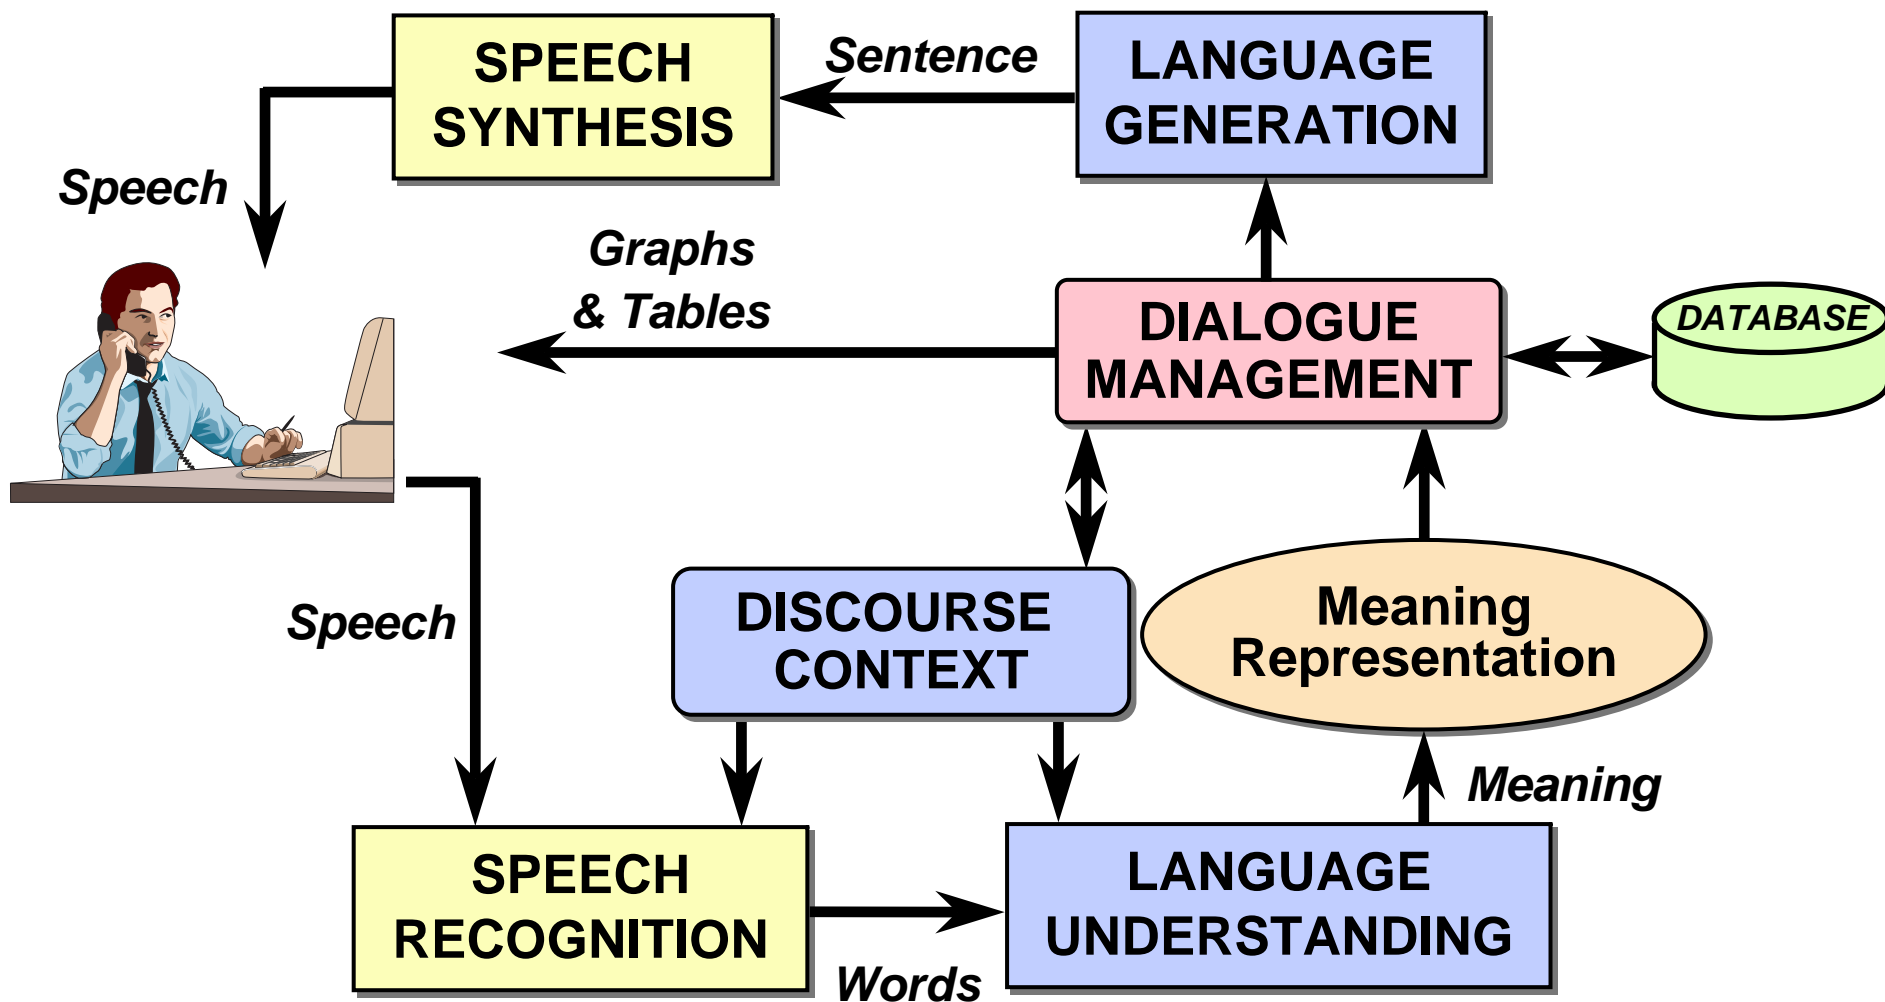 SPEECH
SYNTHESIS
Sentence
LANGUAGE
GENERATION
Speech
Graphs
& Tables
DIALOGUE
MANAGEMENT
DATABASE
Speech
DISCOURSE
CONTEXT
Meaning
Representation
Meaning
SPEECH
RECOGNITION
Words
LANGUAGE
UNDERSTANDING